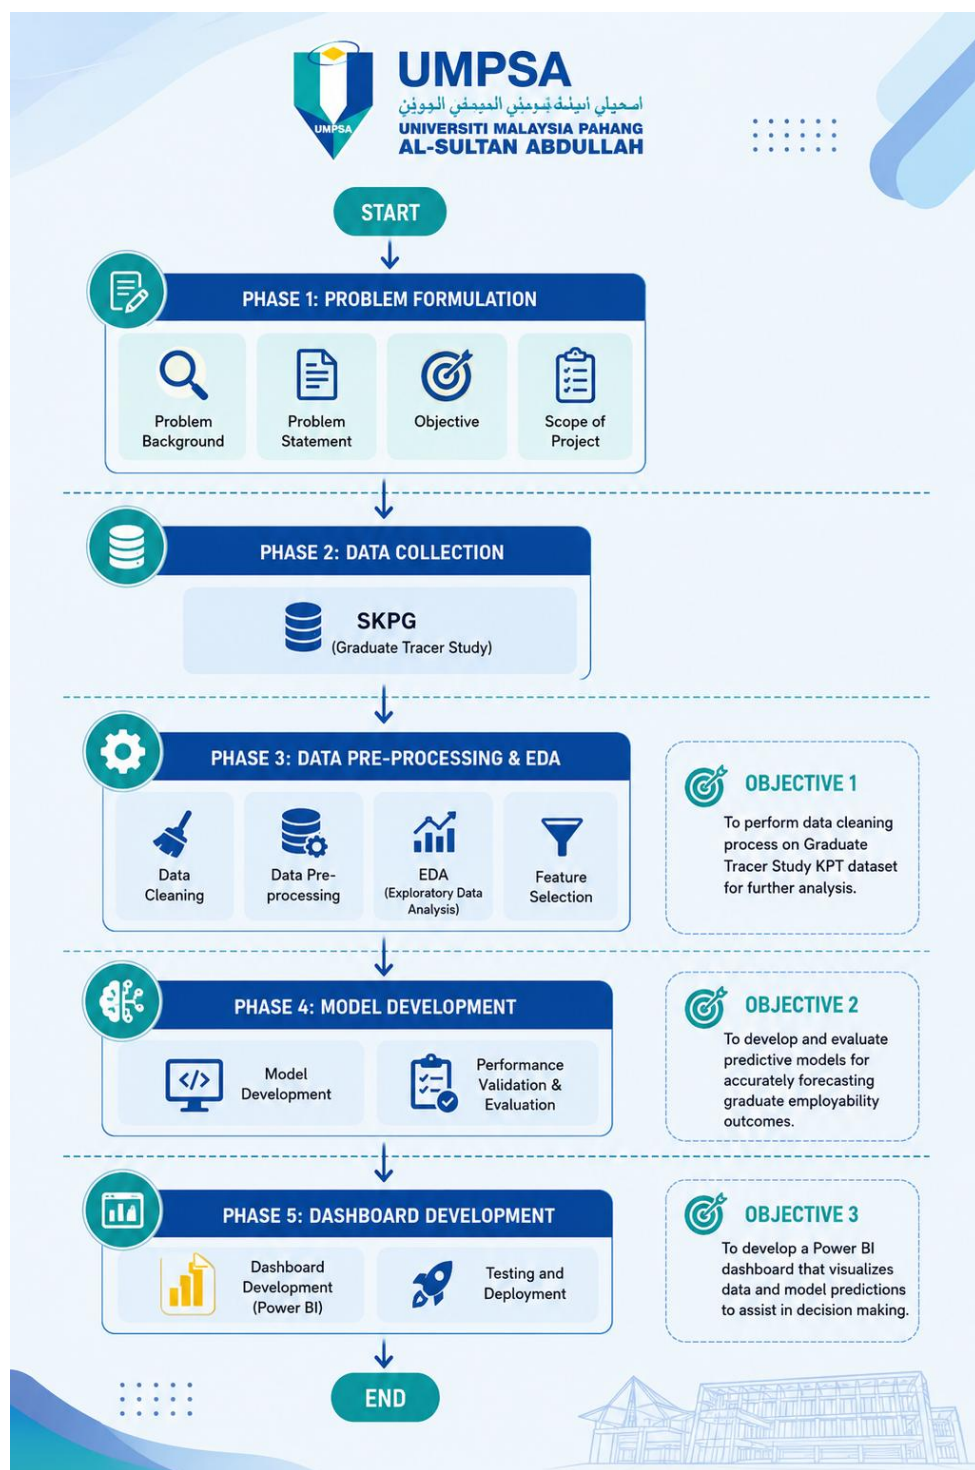 UMPSA
UMPSA
UNIVERSITI MALAYSIA PAHANG
AL-SULTAN ABDULLAH
START
PHASE 1: PROBLEM FORMULATION
Problem
Background
Problem
Statement
Objective
Scope of
Project
PHASE 2: DATA COLLECTION
SKPG
(Graduate Tracer Study)
PHASE 3: DATA PRE-PROCESSING & EDA
Data
Cleaning
Data Pre-
processing
EDA
(Exploratory Data
Analysis)
Feature
Selection
OBJECTIVE 1
To perform data cleaning
process on Graduate
Tracer Study KPT dataset
for further analysis.
PHASE 4: MODEL DEVELOPMENT
Model
Development
Performance
Validation &
Evaluation
OBJECTIVE 2
To develop and evaluate
predictive models for
accurately forecasting
graduate employability
outcomes.
PHASE 5: DASHBOARD DEVELOPMENT
Dashboard
Development
(Power BI)
Testing and
Deployment
OBJECTIVE 3
To develop a Power BI
dashboard that visualizes
data and model predictions
to assist in decision making.
END